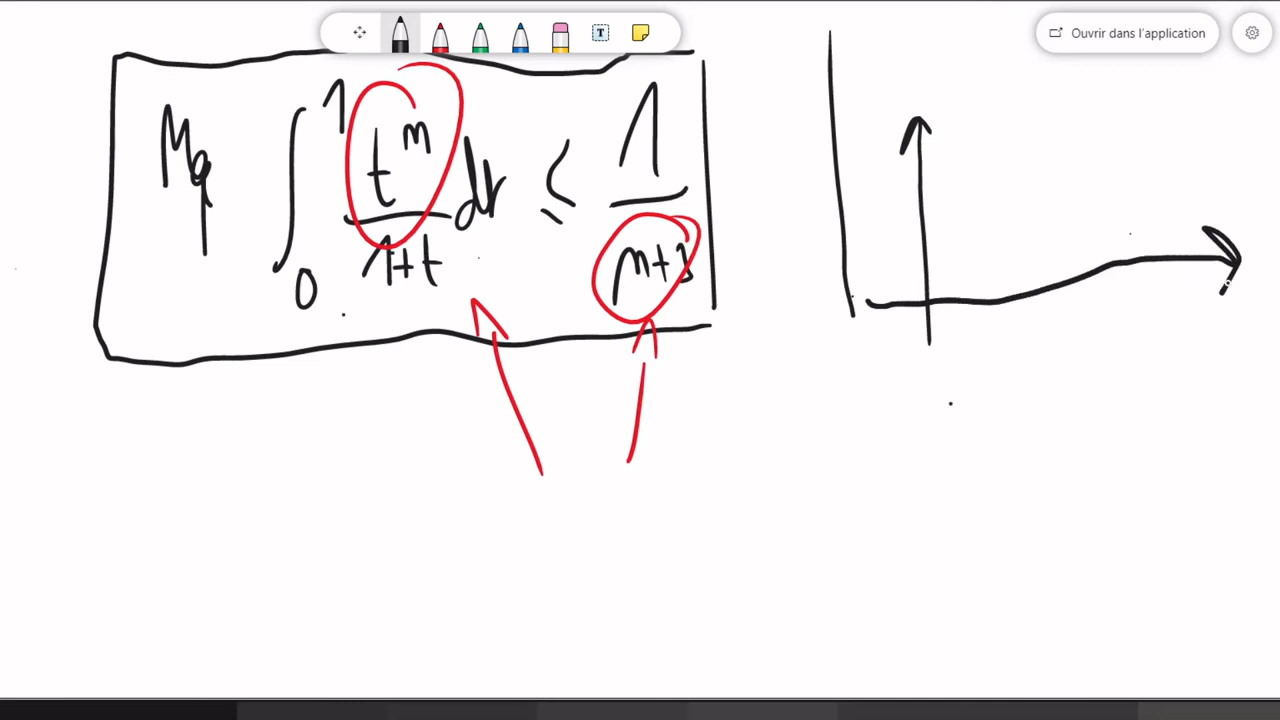 T
Ouvrir dans l'application
Mq ∫₀¹ tⁿ/(1+t) dt ≤ 1/(n+1)